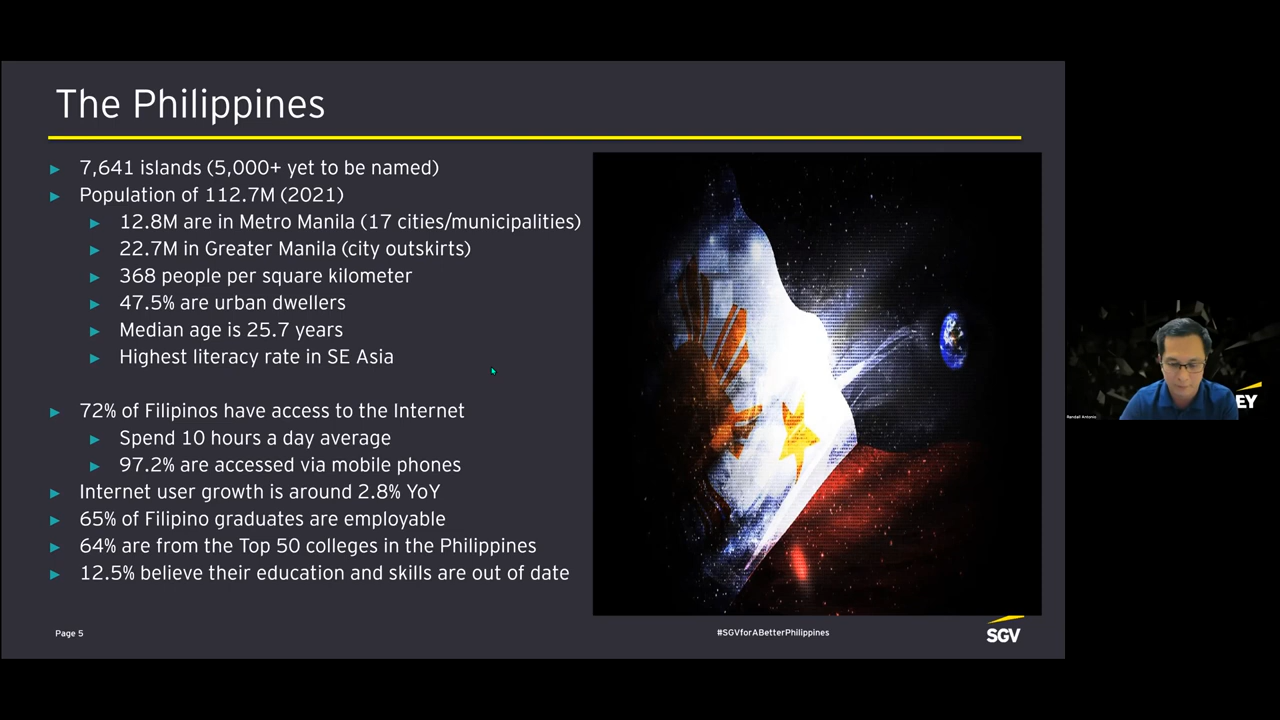 The Philippines
7,641 islands (5,000+ yet to be named)
Population of 112.7M (2021)
12.8M are in Metro Manila (17 cities/municipalities)
22.7M in Greater Manila (city outskirts)
368 people per square kilometer
47.5% are urban dwellers
Median age is 25.7 years
Highest literacy rate in SE Asia
72% of Filipinos have access to the Internet
Spend 10 hours a day average
97.2% are accessed via mobile phones
Internet user growth is around 2.8% YoY
65% of Filipino graduates are employable
64% are from the Top 50 colleges in the Philippines
12.5% believe their education and skills are out of date
Page 5
#SGVforABetterPhilippines
SGV
EY
Randall Antonio